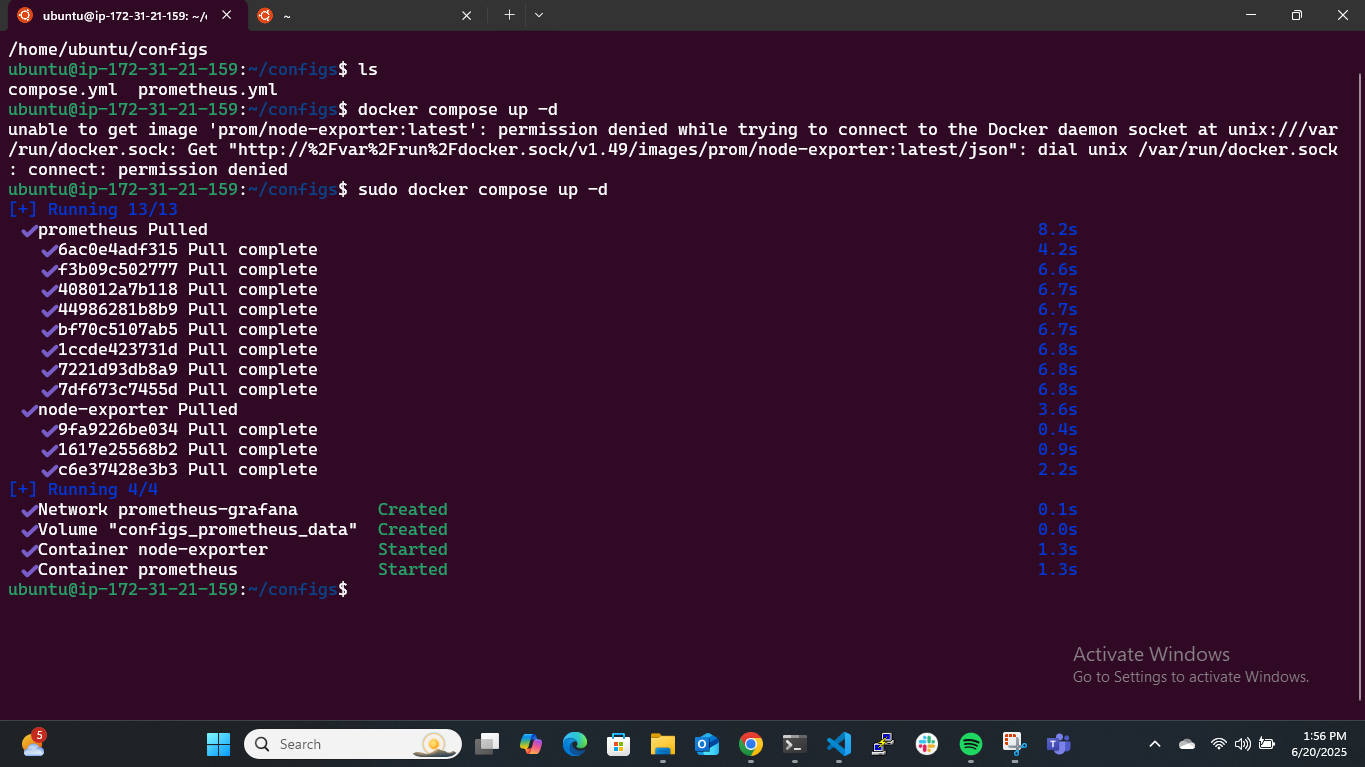 ubuntu@ip-172-31-21-159: ~/c
~
/home/ubuntu/configs
ubuntu@ip-172-31-21-159:~/configs$ ls
compose.yml  prometheus.yml
ubuntu@ip-172-31-21-159:~/configs$ docker compose up -d
unable to get image 'prom/node-exporter:latest': permission denied while trying to connect to the Docker daemon socket at unix:///var
/run/docker.sock: Get "http://%2Fvar%2Frun%2Fdocker.sock/v1.49/images/prom/node-exporter:latest/json": dial unix /var/run/docker.sock
: connect: permission denied
ubuntu@ip-172-31-21-159:~/configs$ sudo docker compose up -d
[+] Running 13/13
✔prometheus Pulled 8.2s
✔6ac0e4adf315 Pull complete 4.2s
✔f3b09c502777 Pull complete 6.6s
✔408012a7b118 Pull complete 6.7s
✔44986281b8b9 Pull complete 6.7s
✔bf70c5107ab5 Pull complete 6.7s
✔1ccde423731d Pull complete 6.8s
✔7221d93db8a9 Pull complete 6.8s
✔7df673c7455d Pull complete 6.8s
✔node-exporter Pulled 3.6s
✔9fa9226be034 Pull complete 0.4s
✔1617e25568b2 Pull complete 0.9s
✔c6e37428e3b3 Pull complete 2.2s
[+] Running 4/4
✔Network prometheus-grafana Created 0.1s
✔Volume "configs_prometheus_data" Created 0.0s
✔Container node-exporter Started 1.3s
✔Container prometheus Started 1.3s
ubuntu@ip-172-31-21-159:~/configs$
Activate Windows
Go to Settings to activate Windows.
5
Search
1:56 PM
6/20/2025